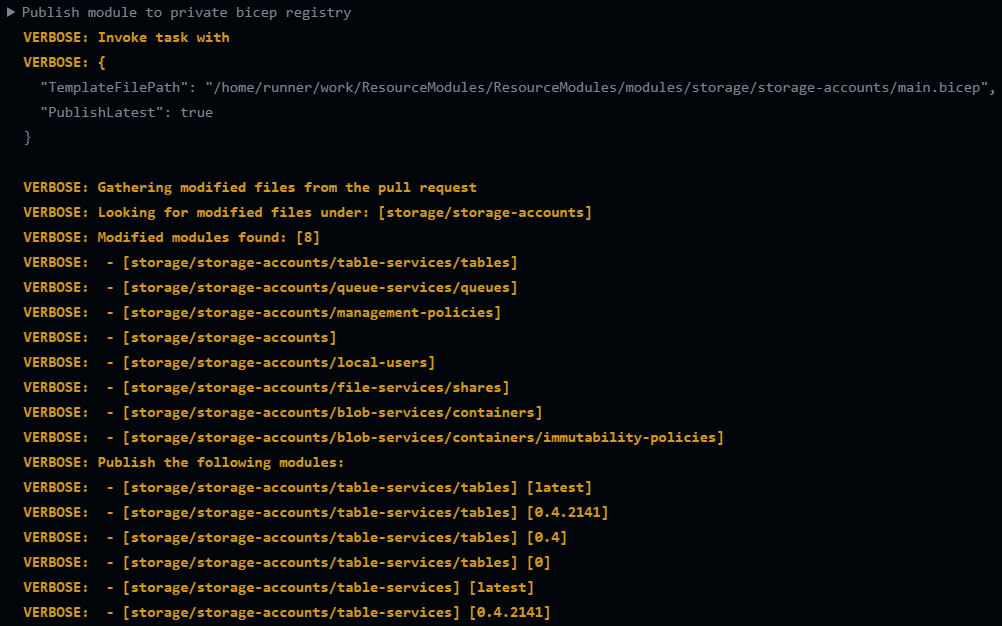 ▶ Publish module to private bicep registry
VERBOSE: Invoke task with
VERBOSE: {
  "TemplateFilePath": "/home/runner/work/ResourceModules/ResourceModules/modules/storage/storage-accounts/main.bicep",
  "PublishLatest": true
}

VERBOSE: Gathering modified files from the pull request
VERBOSE: Looking for modified files under: [storage/storage-accounts]
VERBOSE: Modified modules found: [8]
VERBOSE:  - [storage/storage-accounts/table-services/tables]
VERBOSE:  - [storage/storage-accounts/queue-services/queues]
VERBOSE:  - [storage/storage-accounts/management-policies]
VERBOSE:  - [storage/storage-accounts]
VERBOSE:  - [storage/storage-accounts/local-users]
VERBOSE:  - [storage/storage-accounts/file-services/shares]
VERBOSE:  - [storage/storage-accounts/blob-services/containers]
VERBOSE:  - [storage/storage-accounts/blob-services/containers/immutability-policies]
VERBOSE: Publish the following modules:
VERBOSE:  - [storage/storage-accounts/table-services/tables] [latest]
VERBOSE:  - [storage/storage-accounts/table-services/tables] [0.4.2141]
VERBOSE:  - [storage/storage-accounts/table-services/tables] [0.4]
VERBOSE:  - [storage/storage-accounts/table-services/tables] [0]
VERBOSE:  - [storage/storage-accounts/table-services] [latest]
VERBOSE:  - [storage/storage-accounts/table-services] [0.4.2141]